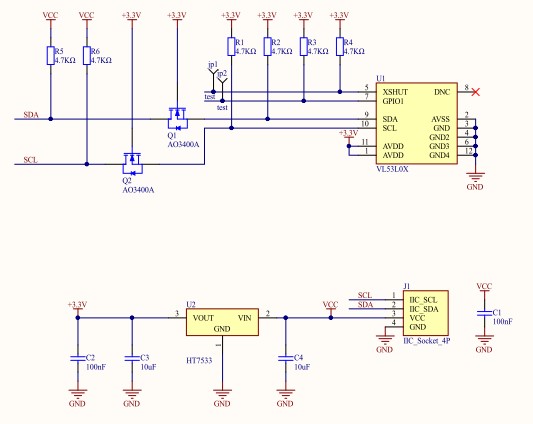 VCC VCC +3.3V +3.3V +3.3V +3.3V +3.3V +3.3V
R5 4.7KΩ
R6 4.7KΩ
R1 4.7KΩ
R2 4.7KΩ
R3 4.7KΩ
R4 4.7KΩ
jp1
jp2
test
test
U1
5 XSHUT DNC 8
7 GPIO1
9 SDA AVSS 2
10 SCL GND 3
GND2 4
11 AVDD GND3 6
1 AVDD GND4 12
+3.3V
VL53L0X
GND
SDA
Q1
AO3400A
SCL
Q2
AO3400A
+3.3V
U2
3 VOUT VIN 2
GND
1
HT7533
VCC
J1
SCL 1 IIC_SCL
SDA 2 IIC_SDA
3 VCC
4 GND
IIC_Socket_4P
GND
VCC
C1
100nF
GND
C2
100nF
GND
C3
10uF
GND
GND
C4
10uF
GND